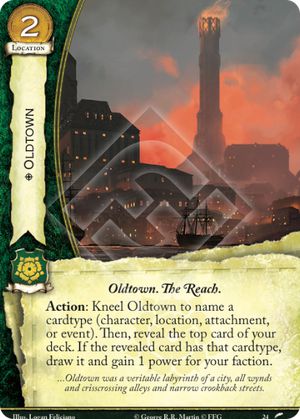 2
LOCATION
OLDTOWN
Oldtown. The Reach.
Action: Kneel Oldtown to name a
cardtype (character, location, attachment,
or event). Then, reveal the top card of your
deck. If the revealed card has that cardtype,
draw it and gain 1 power for your faction.
...Oldtown was a veritable labyrinth of a city, all wynds
and crisscrossing alleys and narrow crookback streets.
Illus. Logan Feliciano
© George R.R. Martin © FFG
24